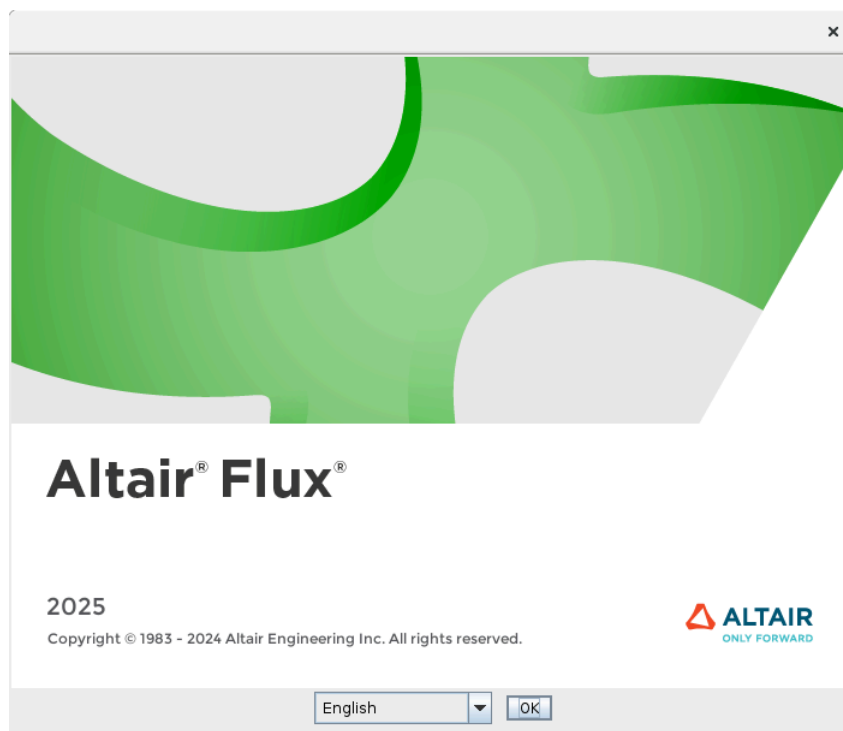 Altair® Flux®
2025
Copyright © 1983 - 2024 Altair Engineering Inc. All rights reserved.
ALTAIR
ONLY FORWARD
English
OK